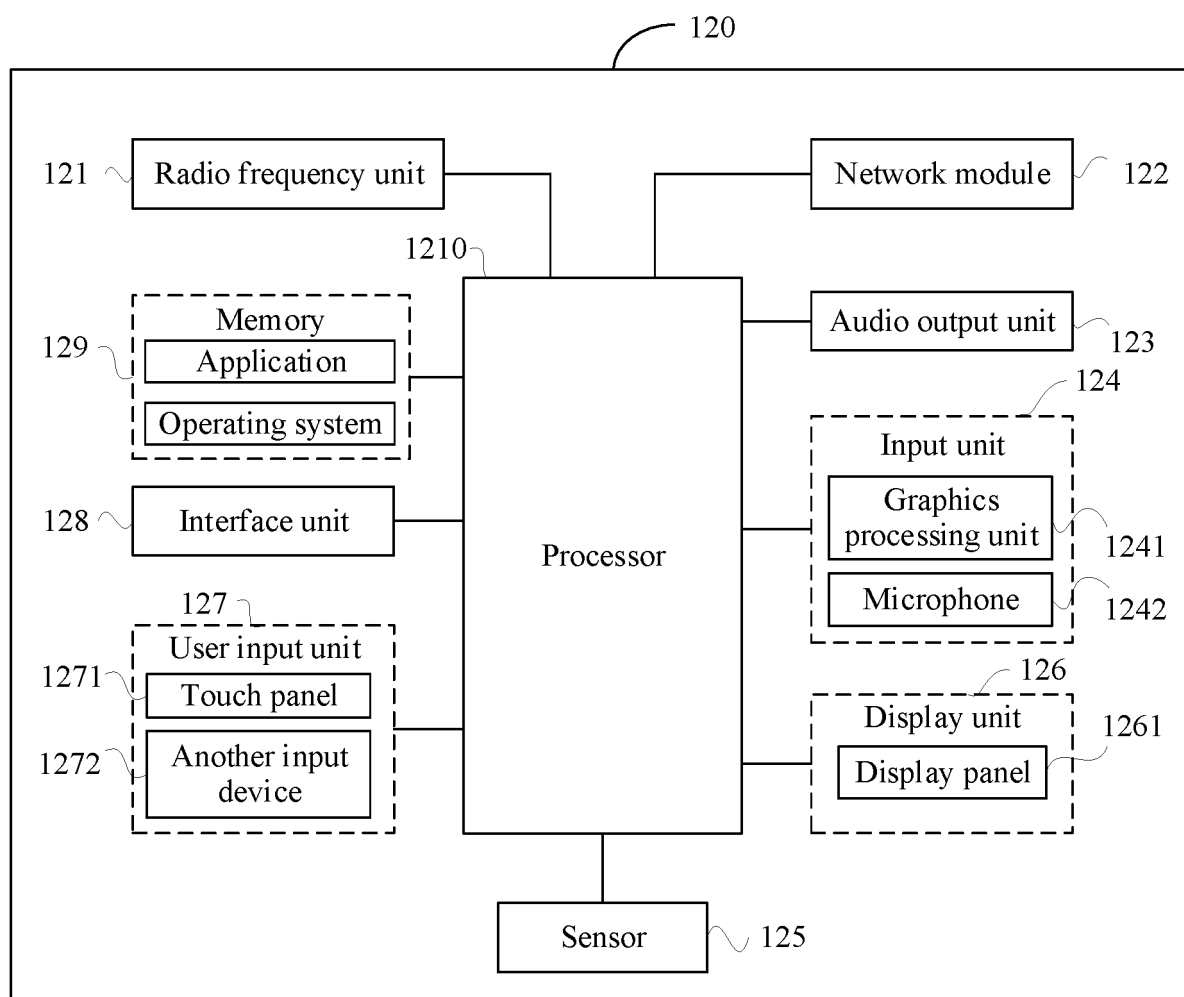 120
121
Radio frequency unit
Network module
122
1210
Memory
129
Application
Operating system
Audio output unit
123
124
Input unit
Graphics
processing unit
1241
Microphone
1242
128
Interface unit
Processor
127
User input unit
1271
Touch panel
1272
Another input
device
126
Display unit
1261
Display panel
Sensor
125